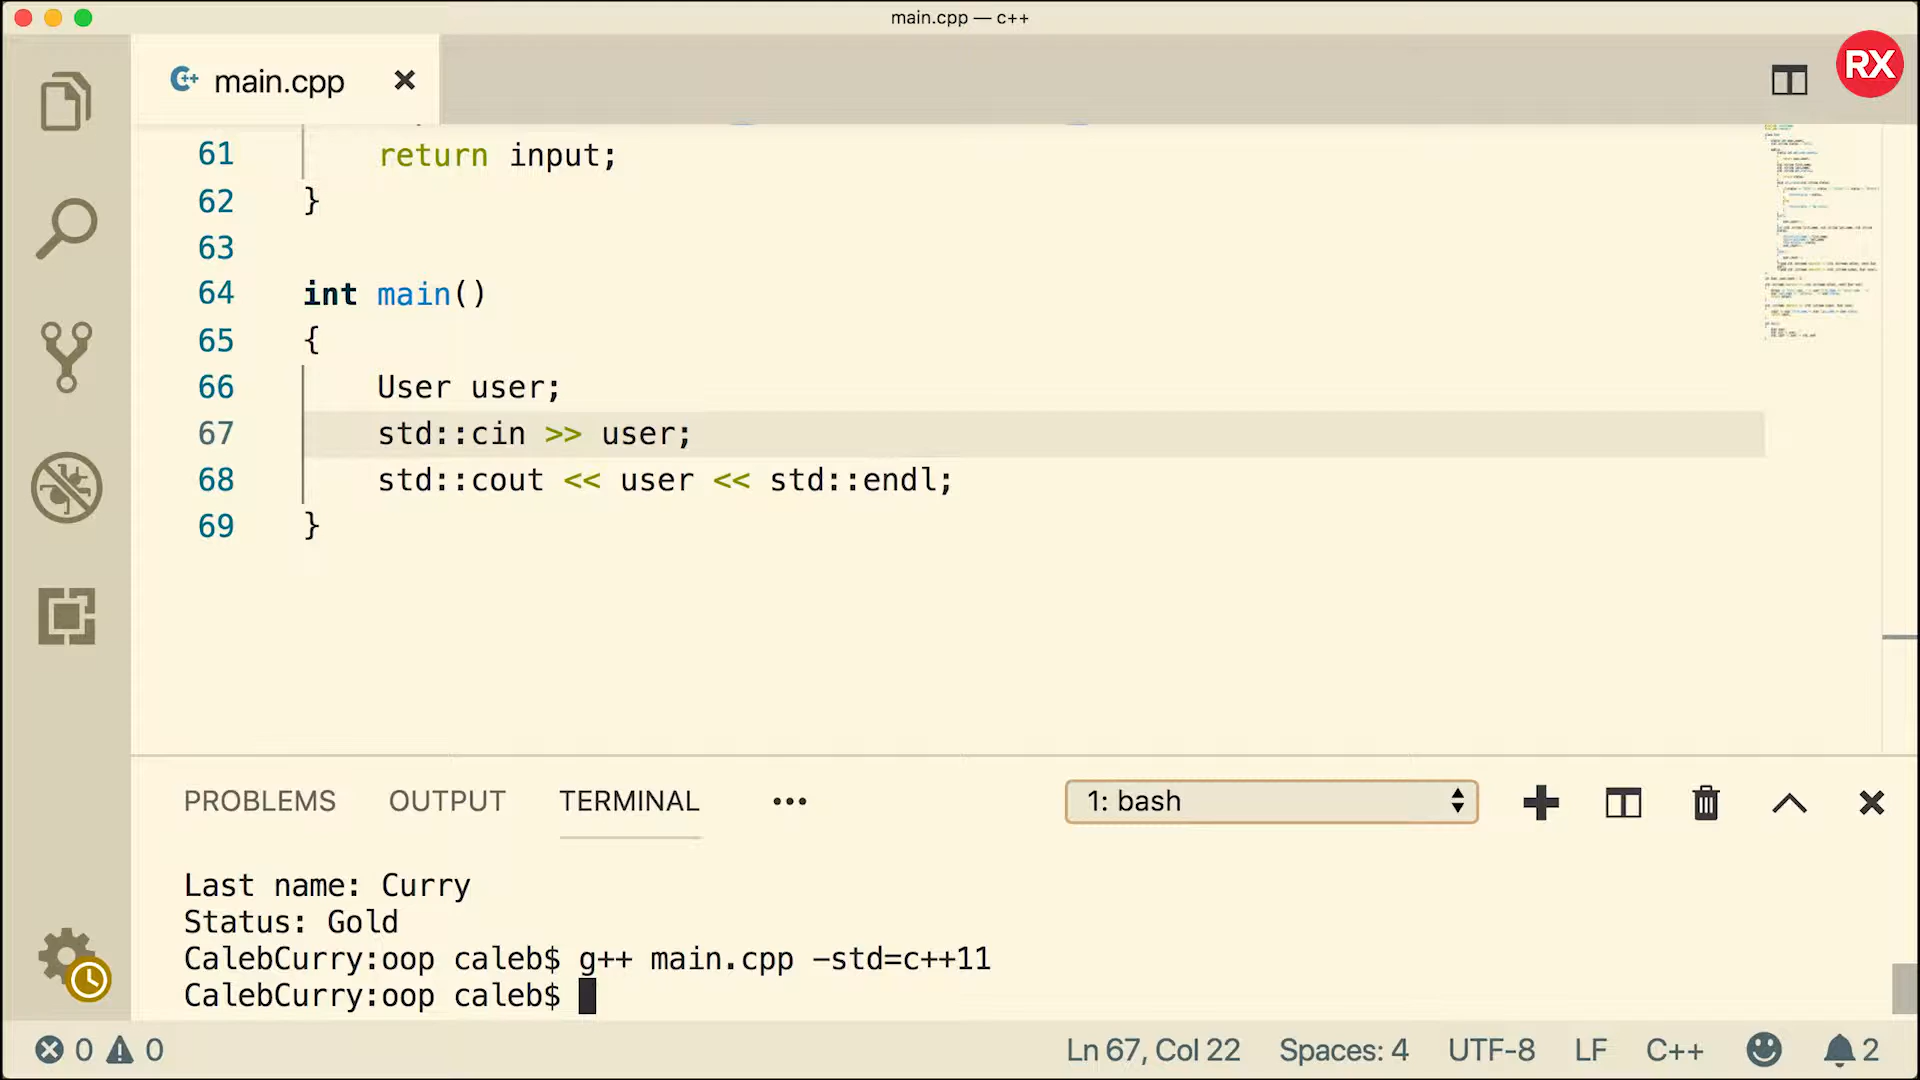 main.cpp — c++
main.cpp
RX
61 return input;
62 }
63
64 int main()
65 {
66 User user;
67 std::cin >> user;
68 std::cout << user << std::endl;
69 }
PROBLEMS OUTPUT TERMINAL ••• 1: bash
Last name: Curry
Status: Gold
CalebCurry:oop caleb$ g++ main.cpp -std=c++11
CalebCurry:oop caleb$
0 0 Ln 67, Col 22 Spaces: 4 UTF-8 LF C++ 2